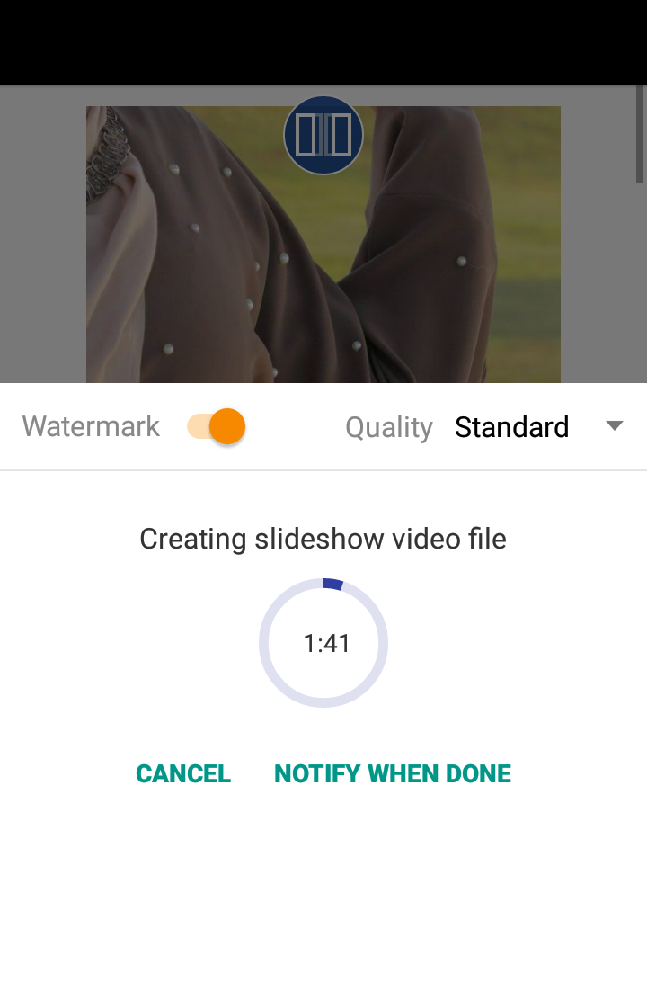 Watermark Quality Standard
Creating slideshow video file
1:41
CANCEL NOTIFY WHEN DONE